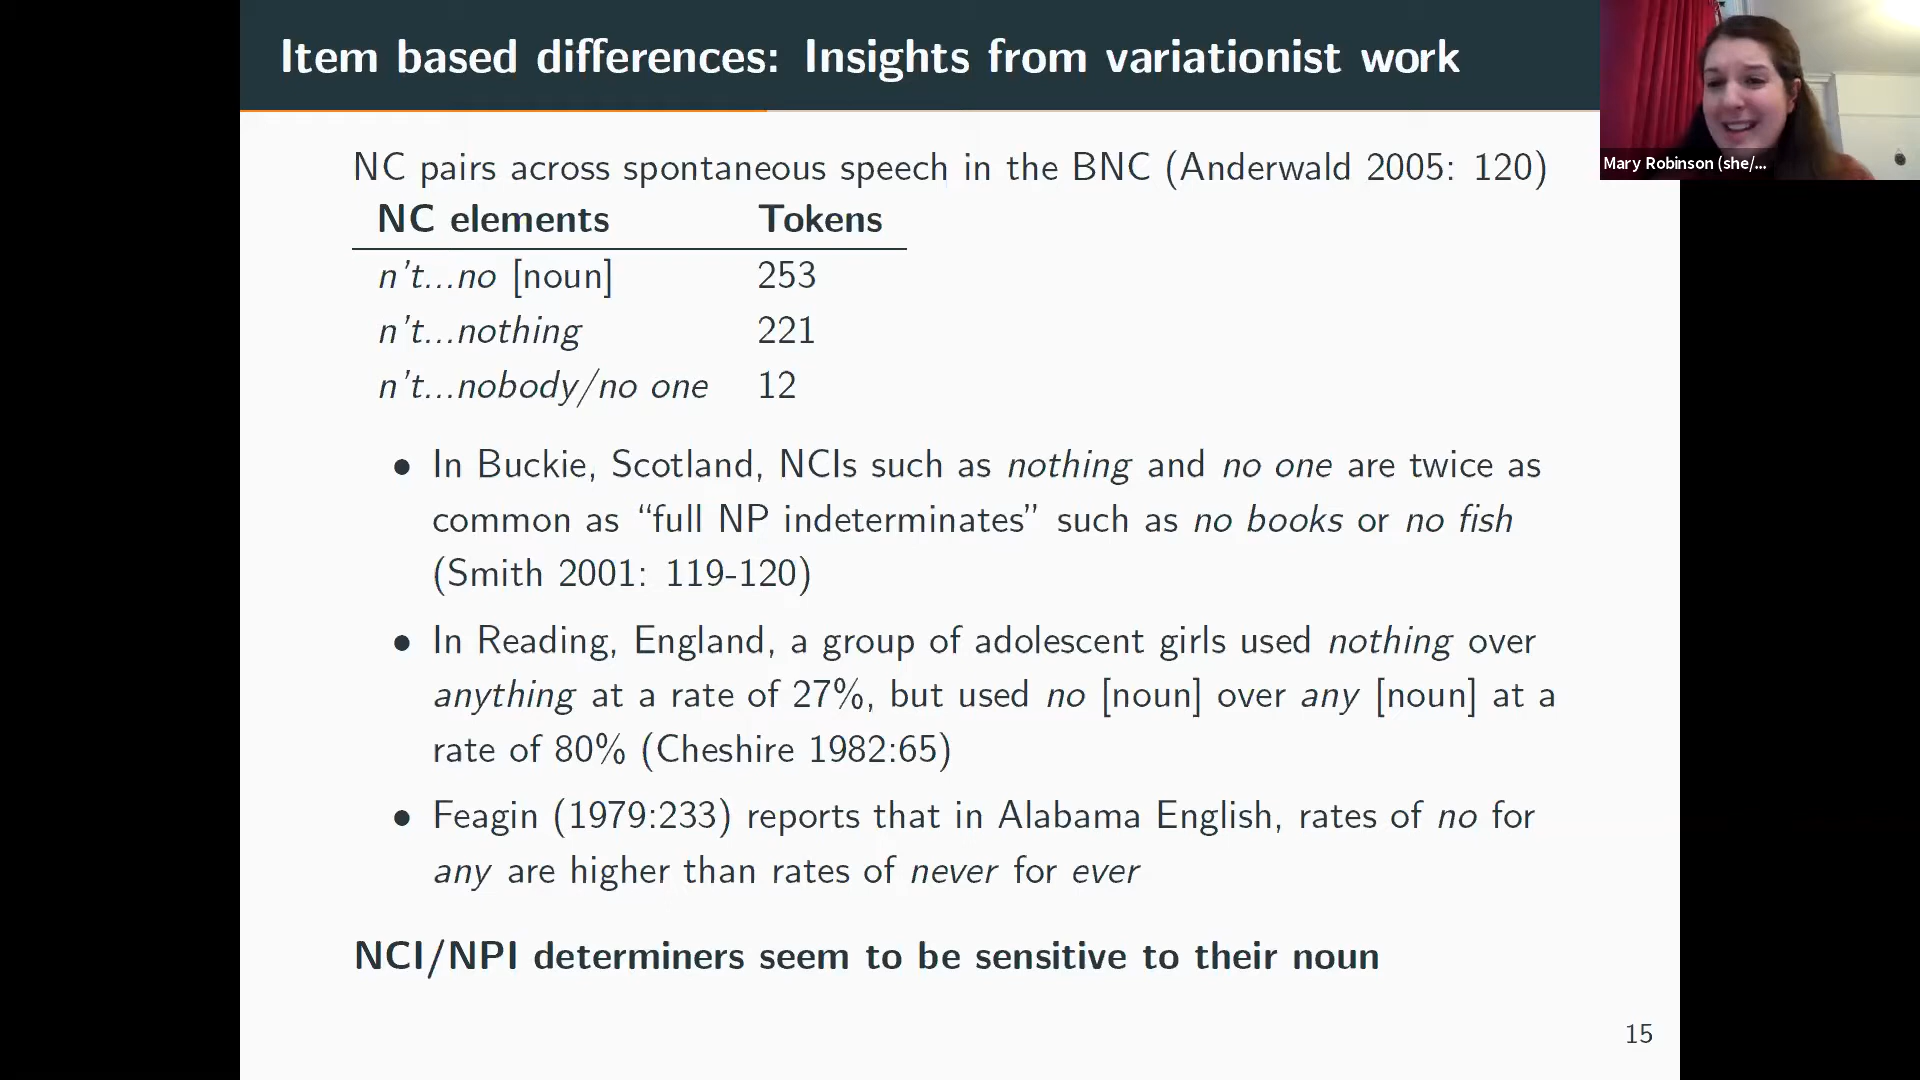 Item based differences: Insights from variationist work
Mary Robinson (she/...
NC pairs across spontaneous speech in the BNC (Anderwald 2005: 120)
NC elements Tokens
n't...no [noun] 253
n't...nothing 221
n't...nobody/no one 12
• In Buckie, Scotland, NCIs such as nothing and no one are twice as
common as “full NP indeterminates” such as no books or no fish
(Smith 2001: 119-120)
• In Reading, England, a group of adolescent girls used nothing over
anything at a rate of 27%, but used no [noun] over any [noun] at a
rate of 80% (Cheshire 1982:65)
• Feagin (1979:233) reports that in Alabama English, rates of no for
any are higher than rates of never for ever
NCI/NPI determiners seem to be sensitive to their noun
15